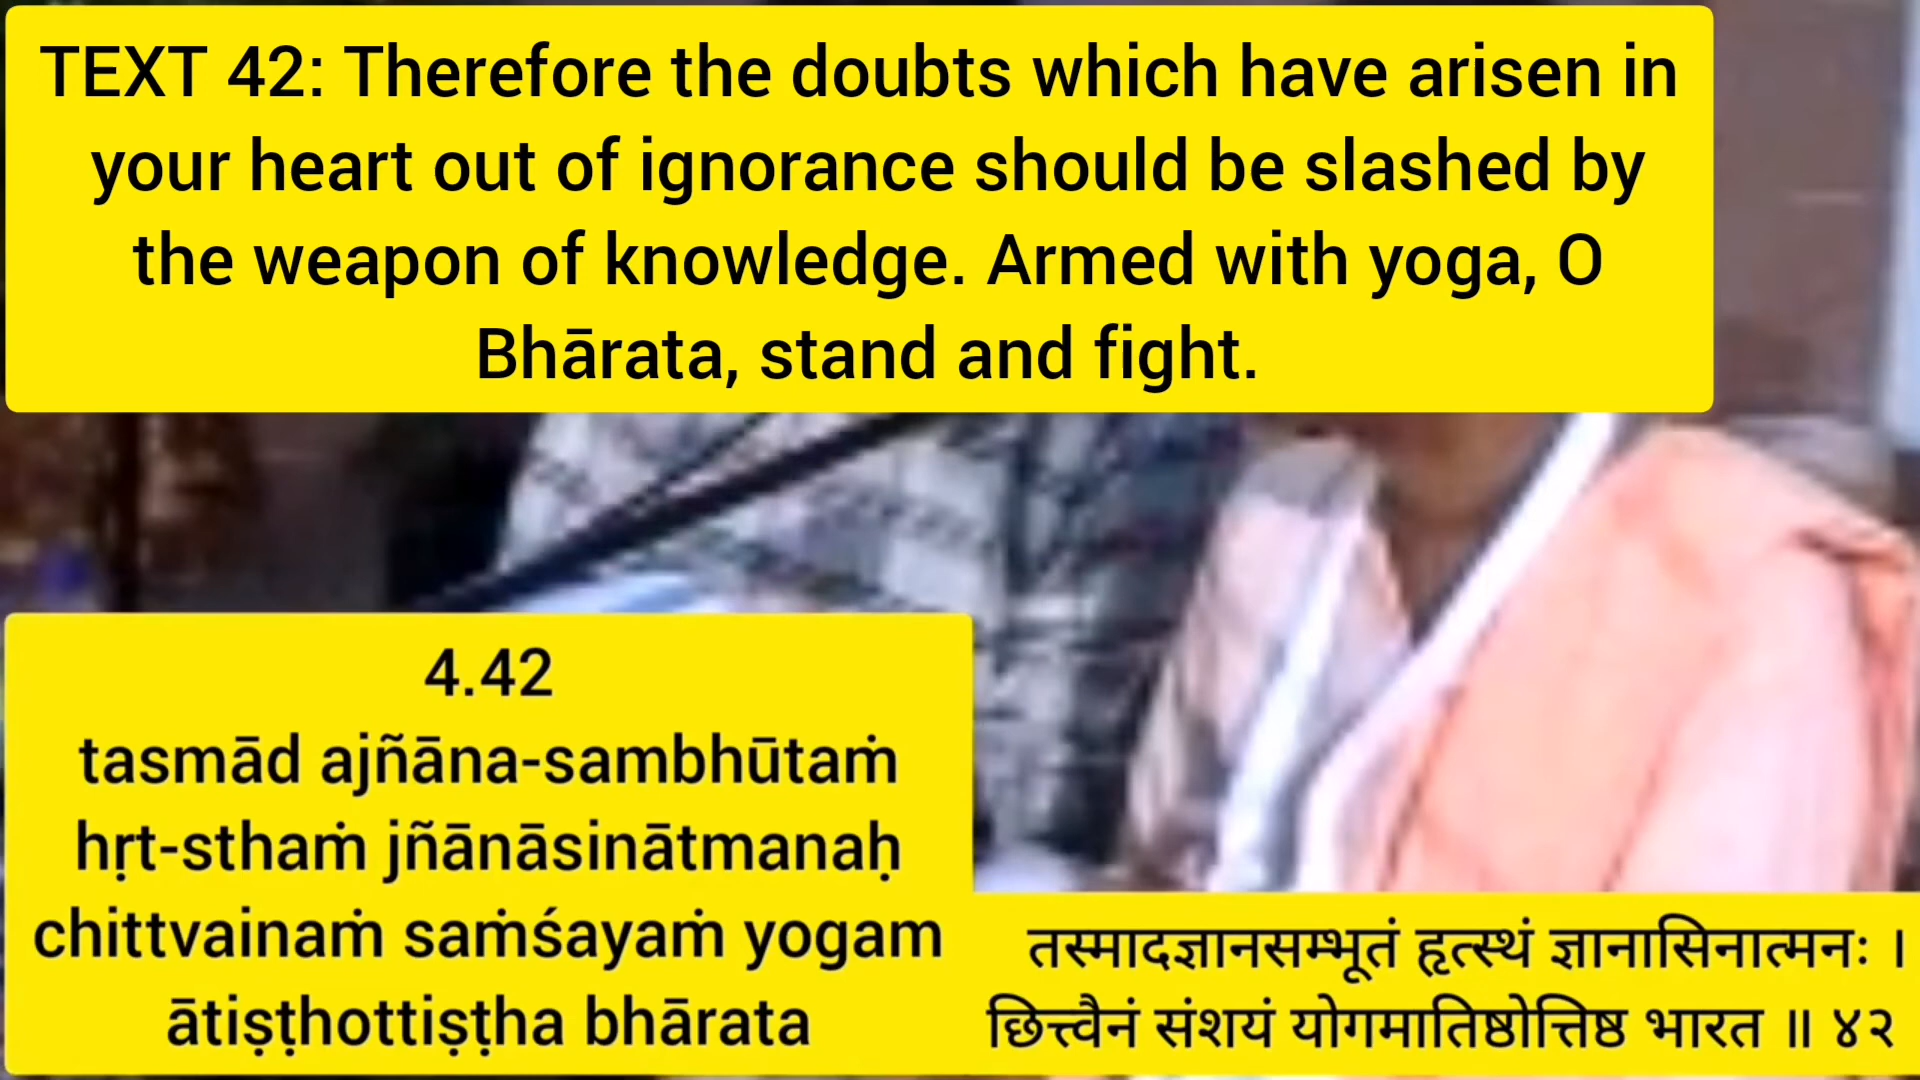 TEXT 42: Therefore the doubts which have arisen in
your heart out of ignorance should be slashed by
the weapon of knowledge. Armed with yoga, O
Bhārata, stand and fight.
4.42
tasmād ajñāna-sambhūtaṁ
hṛt-sthaṁ jñānāsinātmanaḥ
chittvainaṁ saṁśayaṁ yogam
ātiṣṭhottiṣṭha bhārata
तस्मादज्ञानसम्भूतं हृत्स्थं ज्ञानासिनात्मनः ।
छित्त्वैनं संशयं योगमातिष्ठोत्तिष्ठ भारत ॥ ४२